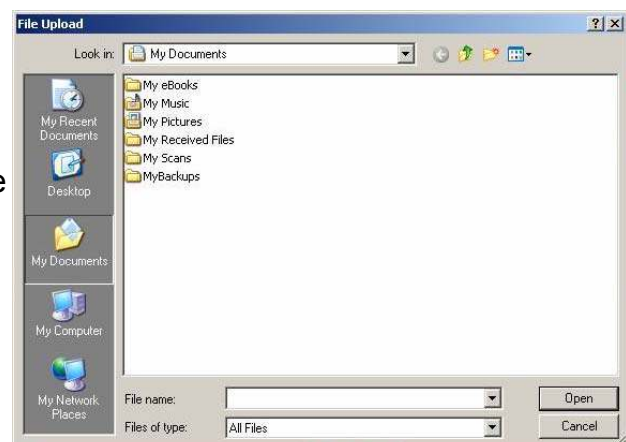 File Upload
Look in: My Documents
My Recent
Documents
Desktop
My Documents
My Computer
My Network
Places
My eBooks
My Music
My Pictures
My Received Files
My Scans
MyBackups
File name:
Open
Files of type: All Files
Cancel
e